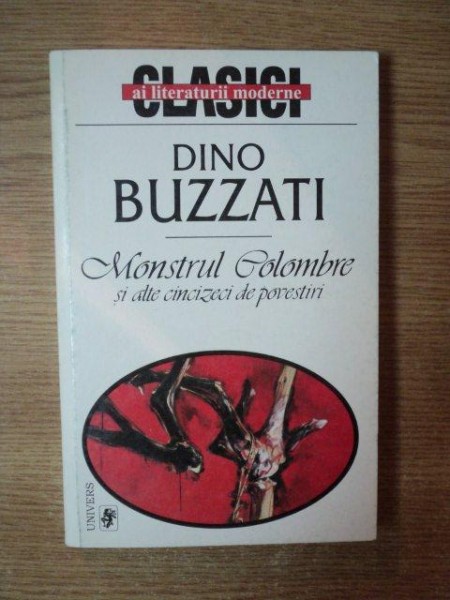 CLASICI
ai literaturii moderne
DINO
BUZZATI
Monstrul Colombre
și alte cincizeci de povestiri
UNIVERS